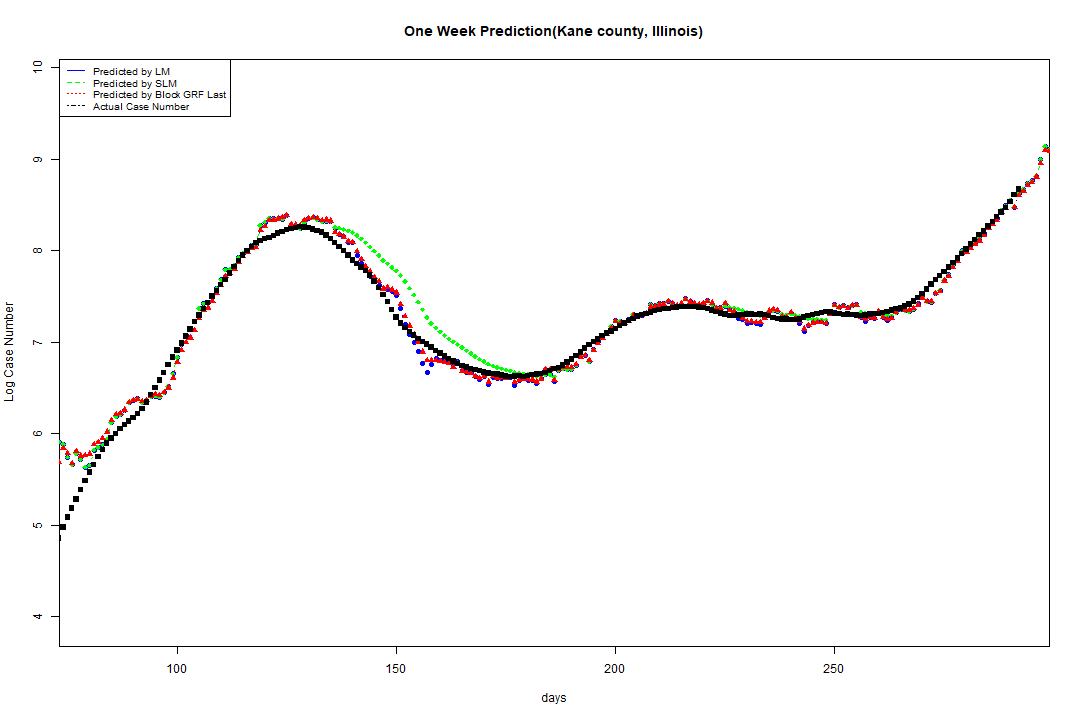 One Week Prediction(Kane county, Illinois)
Predicted by LM
Predicted by SLM
Predicted by Block GRF Last
Actual Case Number
10
9
8
7
6
5
4
Log Case Number
100 150 200 250
days